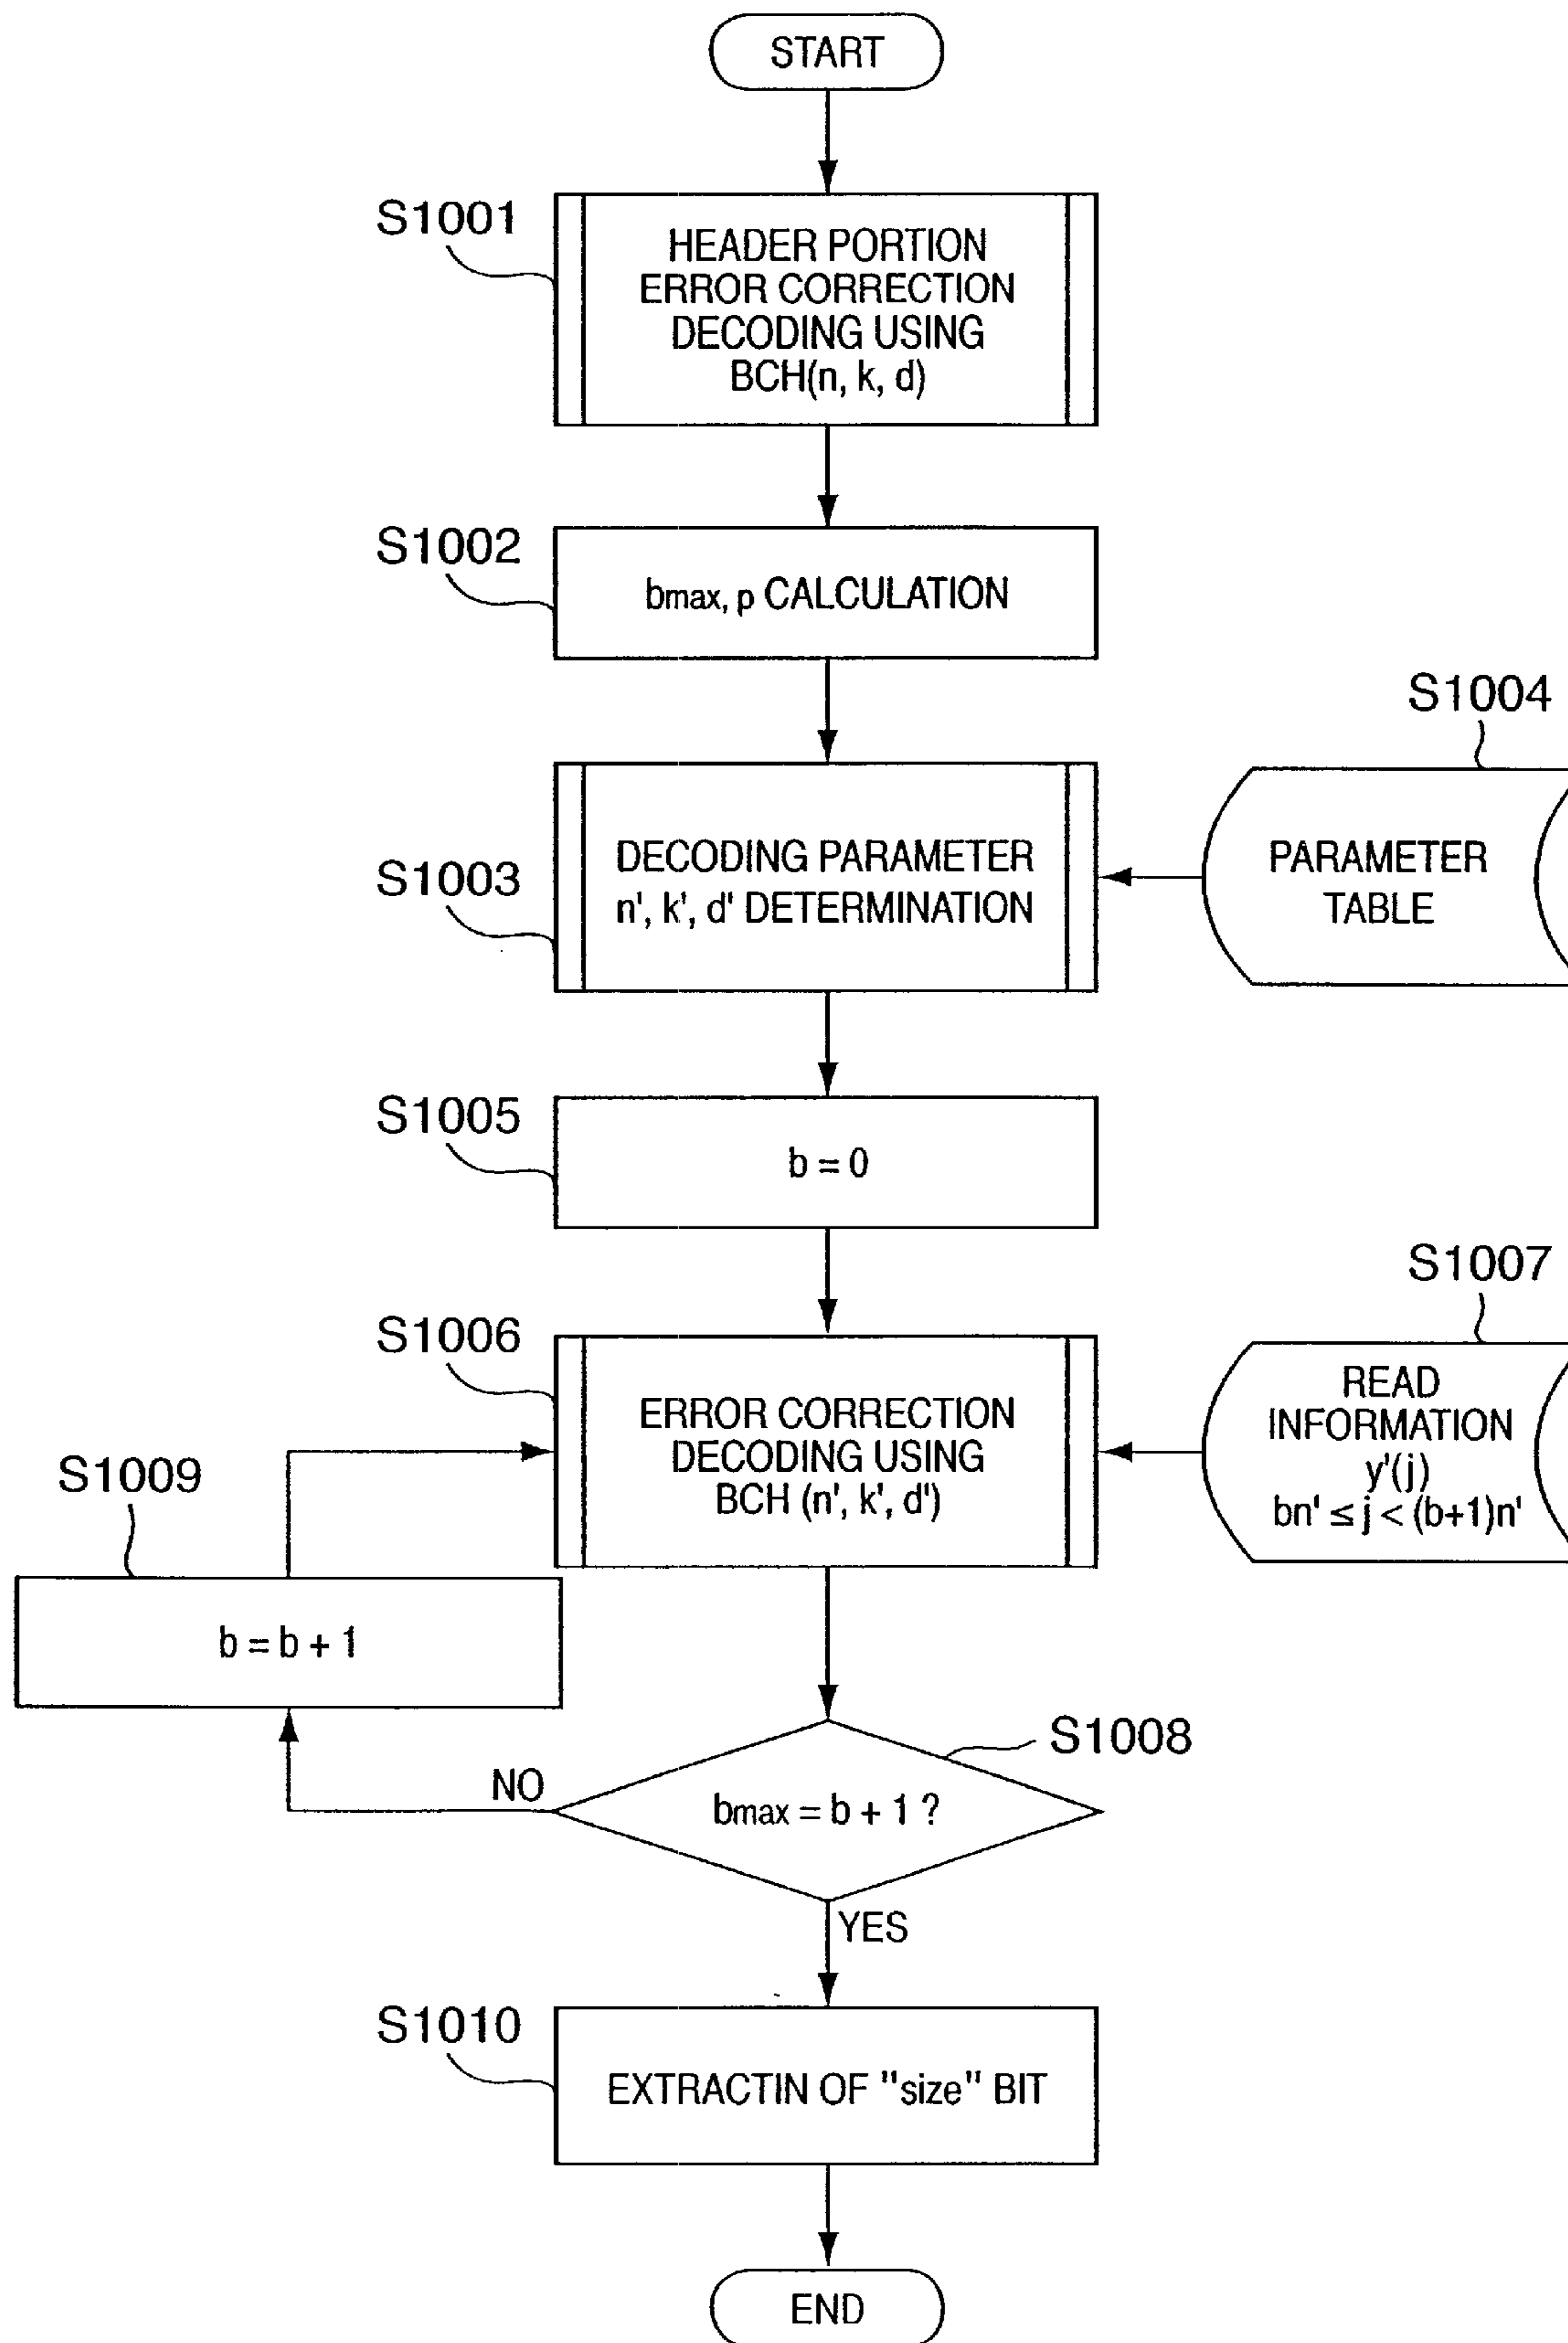 START
S1001
HEADER PORTION
ERROR CORRECTION
DECODING USING
BCH(n, k, d)
S1002
bmax, p CALCULATION
S1004
S1003
DECODING PARAMETER
n', k', d' DETERMINATION
PARAMETER
TABLE
S1005
b = 0
S1007
S1006
ERROR CORRECTION
DECODING USING
BCH (n', k', d')
READ
INFORMATION
y'(j)
bn' ≤ j < (b+1)n'
S1009
b = b + 1
S1008
NO
bmax = b + 1 ?
YES
S1010
EXTRACTIN OF "size" BIT
END